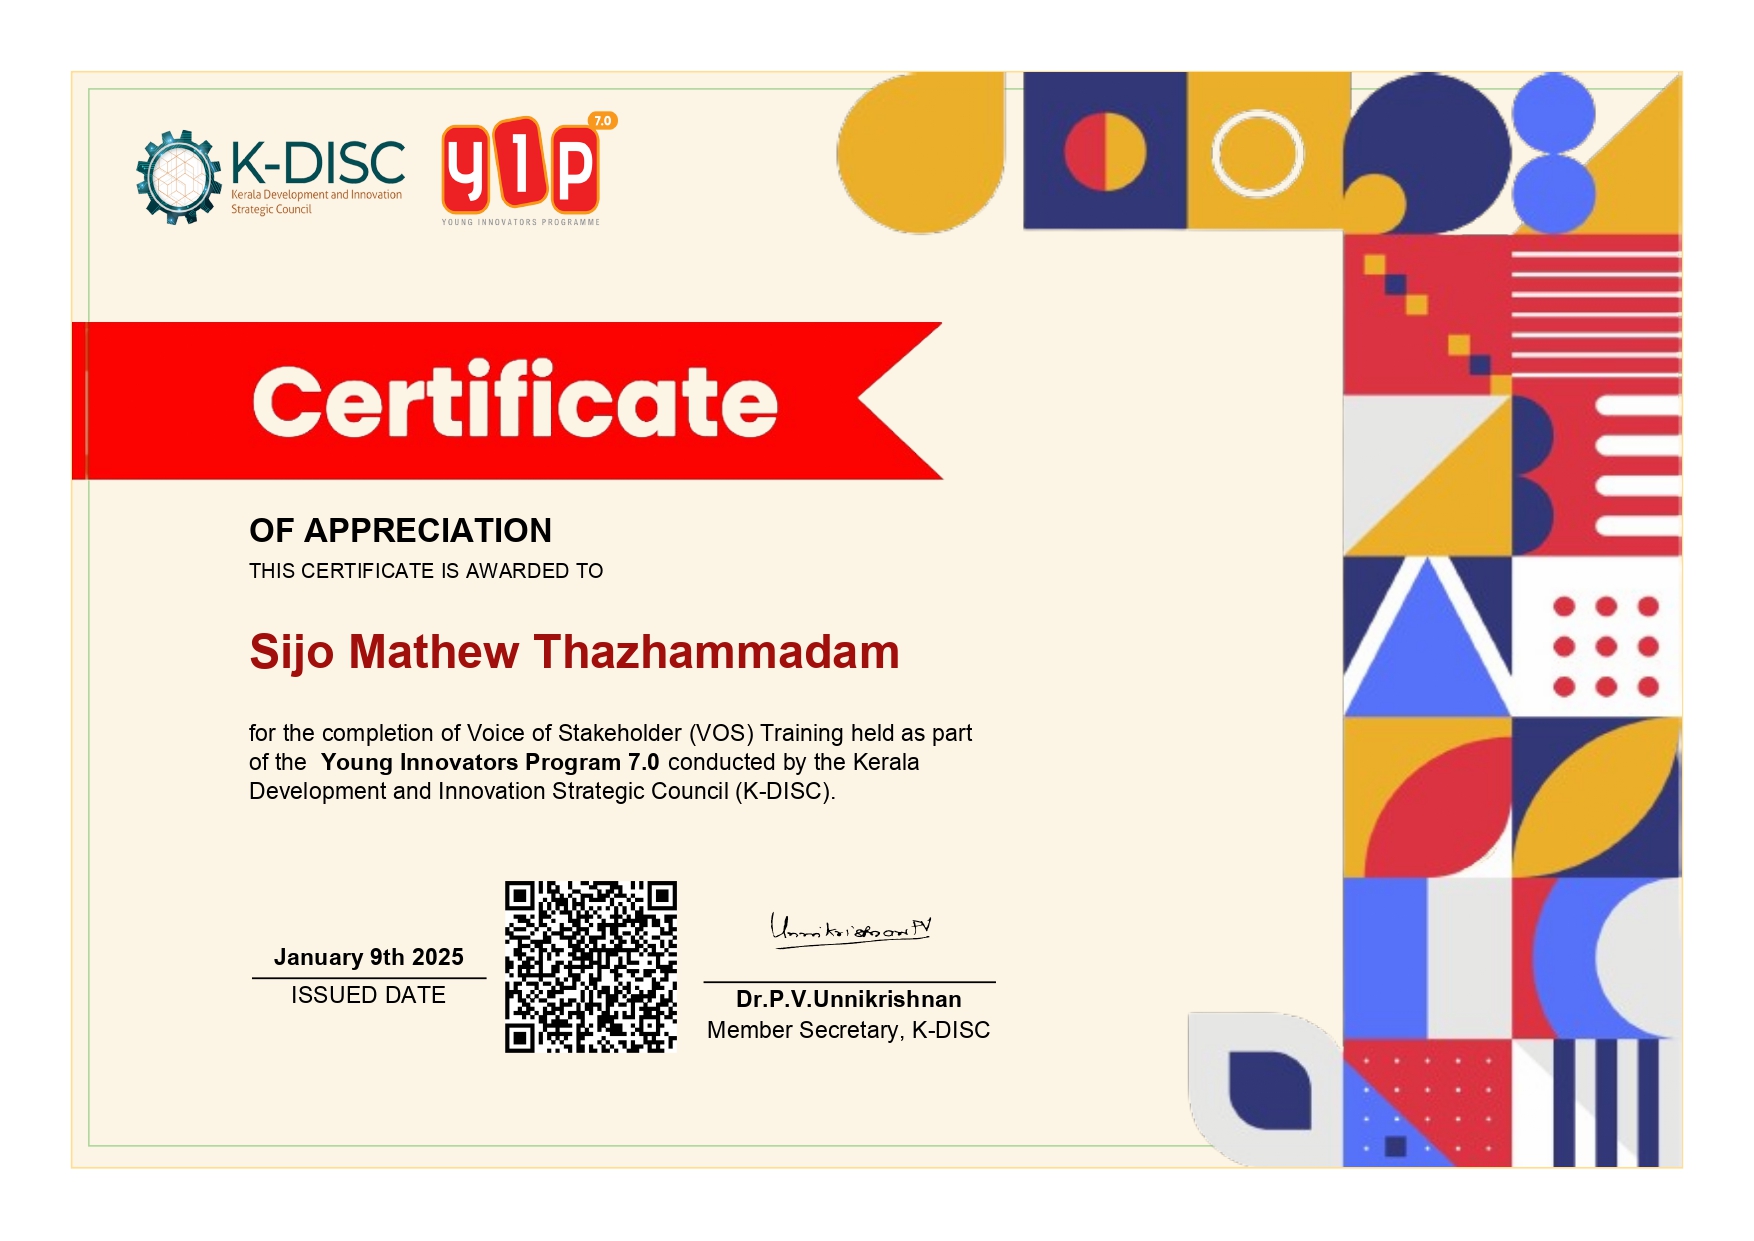 K-DISC
Kerala Development and Innovation
Strategic Council
yip
7.0
YOUNG INNOVATORS PROGRAMME
Certificate
OF APPRECIATION
THIS CERTIFICATE IS AWARDED TO
Sijo Mathew Thazhammadam
for the completion of Voice of Stakeholder (VOS) Training held as part
of the Young Innovators Program 7.0 conducted by the Kerala
Development and Innovation Strategic Council (K-DISC).
January 9th 2025
ISSUED DATE
Unnikrishnan PV
Dr.P.V.Unnikrishnan
Member Secretary, K-DISC